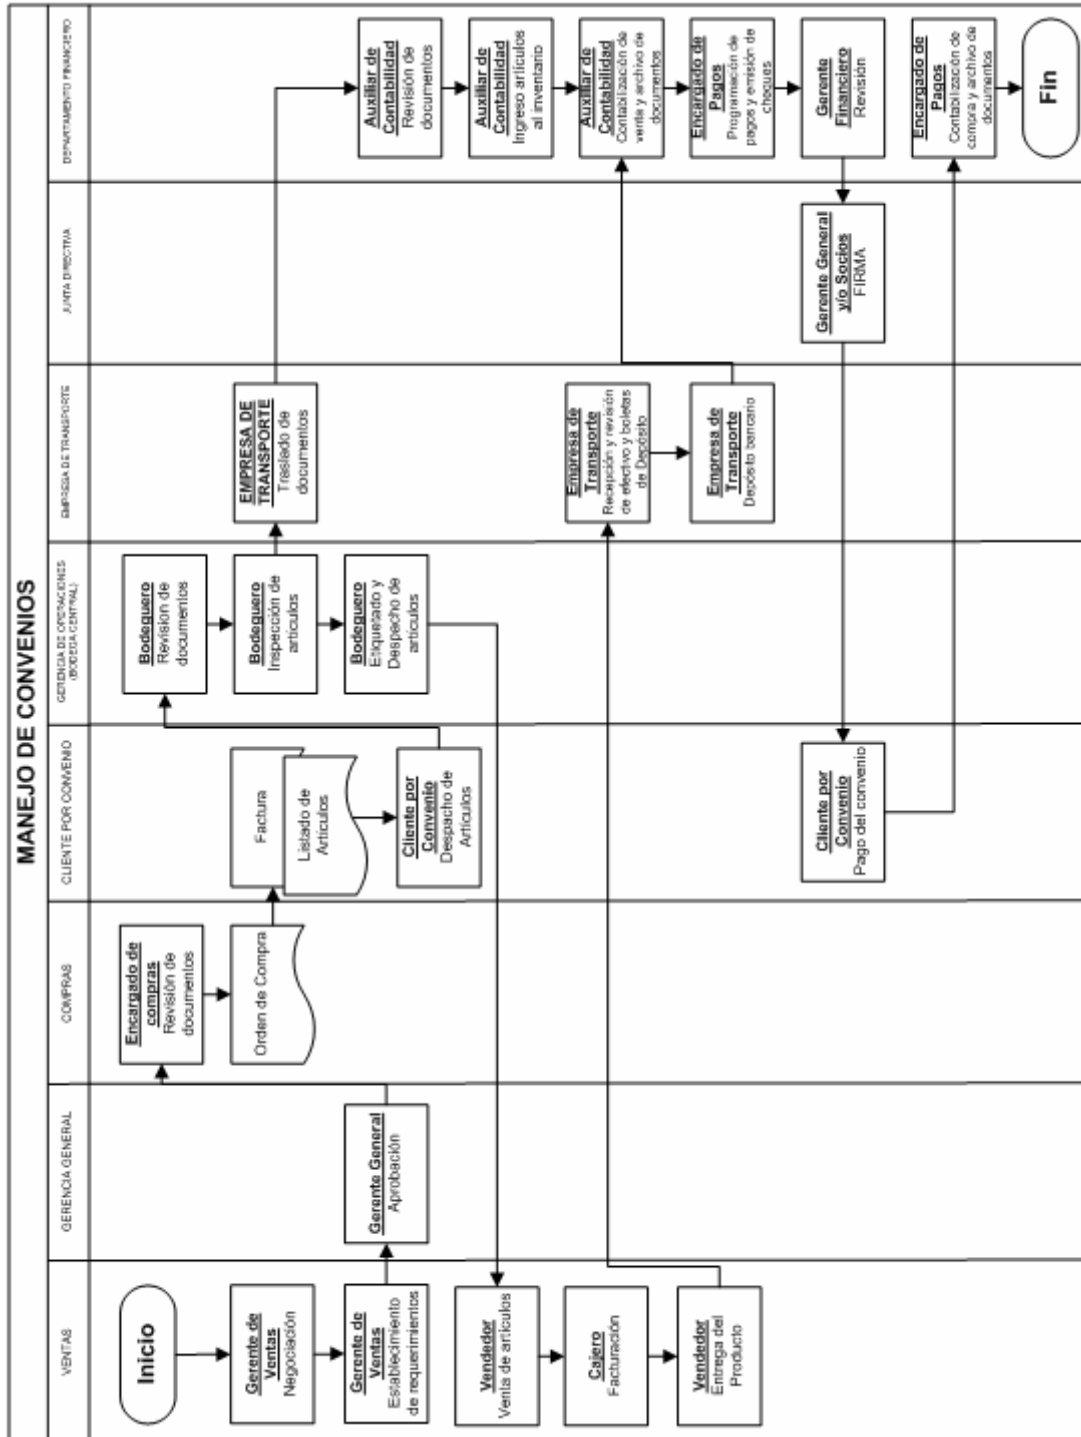 MANEJO DE CONVENIOS
VENTAS
GERENCIA GENERAL
COMPRAS
CLIENTE POR CONVENIO
GERENCIA DE OPERACIONES
(BODEGA CENTRAL)
EMPRESA DE TRANSPORTE
JUNTA DIRECTIVA
DEPARTAMENTO FINANCIERO
Inicio
Gerente de
Ventas
Negociación
Gerente de
Ventas
Establecimiento
de requerimientos
Vendedor
Venta de artículos
Cajero
Facturación
Vendedor
Entrega del
Producto
Gerente General
Aprobación
Encargado de
compras
Revisión de
documentos
Orden de Compra
Factura
Listado de
Artículos
Cliente por
Convenio
Despacho de
Artículos
Cliente por
Convenio
Pago del convenio
Bodeguero
Revision de
documentos
Bodeguero
Inspección de
artículos
Bodeguero
Etiquetado y
Despacho de
artículos
EMPRESA DE
TRANSPORTE
Traslado de
documentos
Empresa de
Transporte
Recepción y revisión
de efectivo y boletas
de Depósito
Empresa de
Transporte
Depósito bancario
Gerente General
y/o Socios
FIRMA
Auxiliar de
Contabilidad
Revisión de
documentos
Auxiliar de
Contabilidad
Ingreso artículos
al inventario
Auxiliar de
Contabilidad
Contabilización de
venta y archivo de
documentos
Encargado de
Pagos
Programación de
pagos y emisión de
cheques
Gerente
Financiero
Revisión
Encargado de
Pagos
Contabilización de
compra y archivo de
documentos
Fin